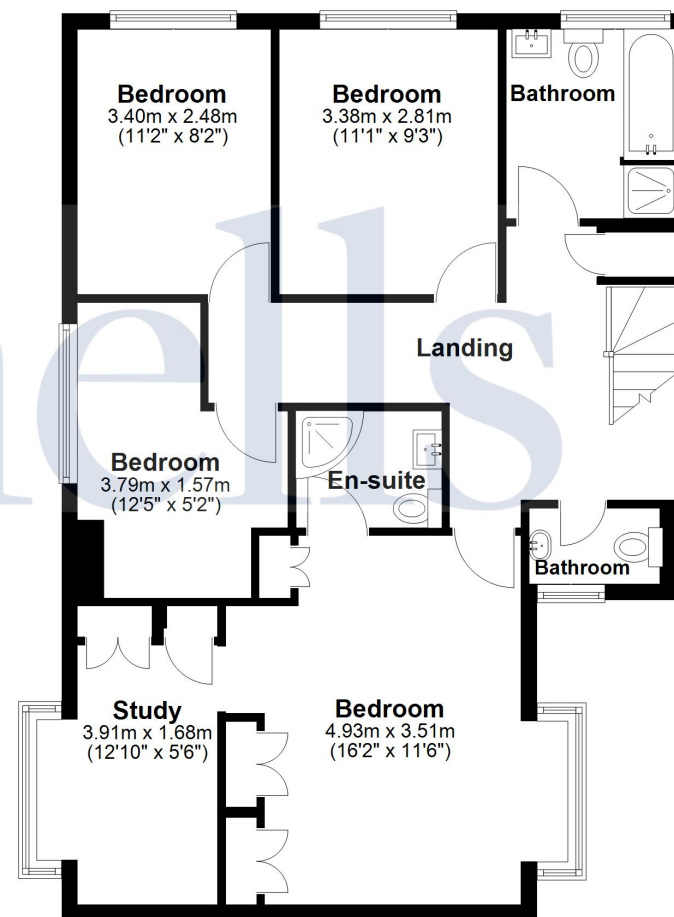 Bedroom
3.40m x 2.48m
(11'2" x 8'2")
Bedroom
3.38m x 2.81m
(11'1" x 9'3")
Bathroom
Landing
Bedroom
3.79m x 1.57m
(12'5" x 5'2")
En-suite
Bathroom
Study
3.91m x 1.68m
(12'10" x 5'6")
Bedroom
4.93m x 3.51m
(16'2" x 11'6")
nells